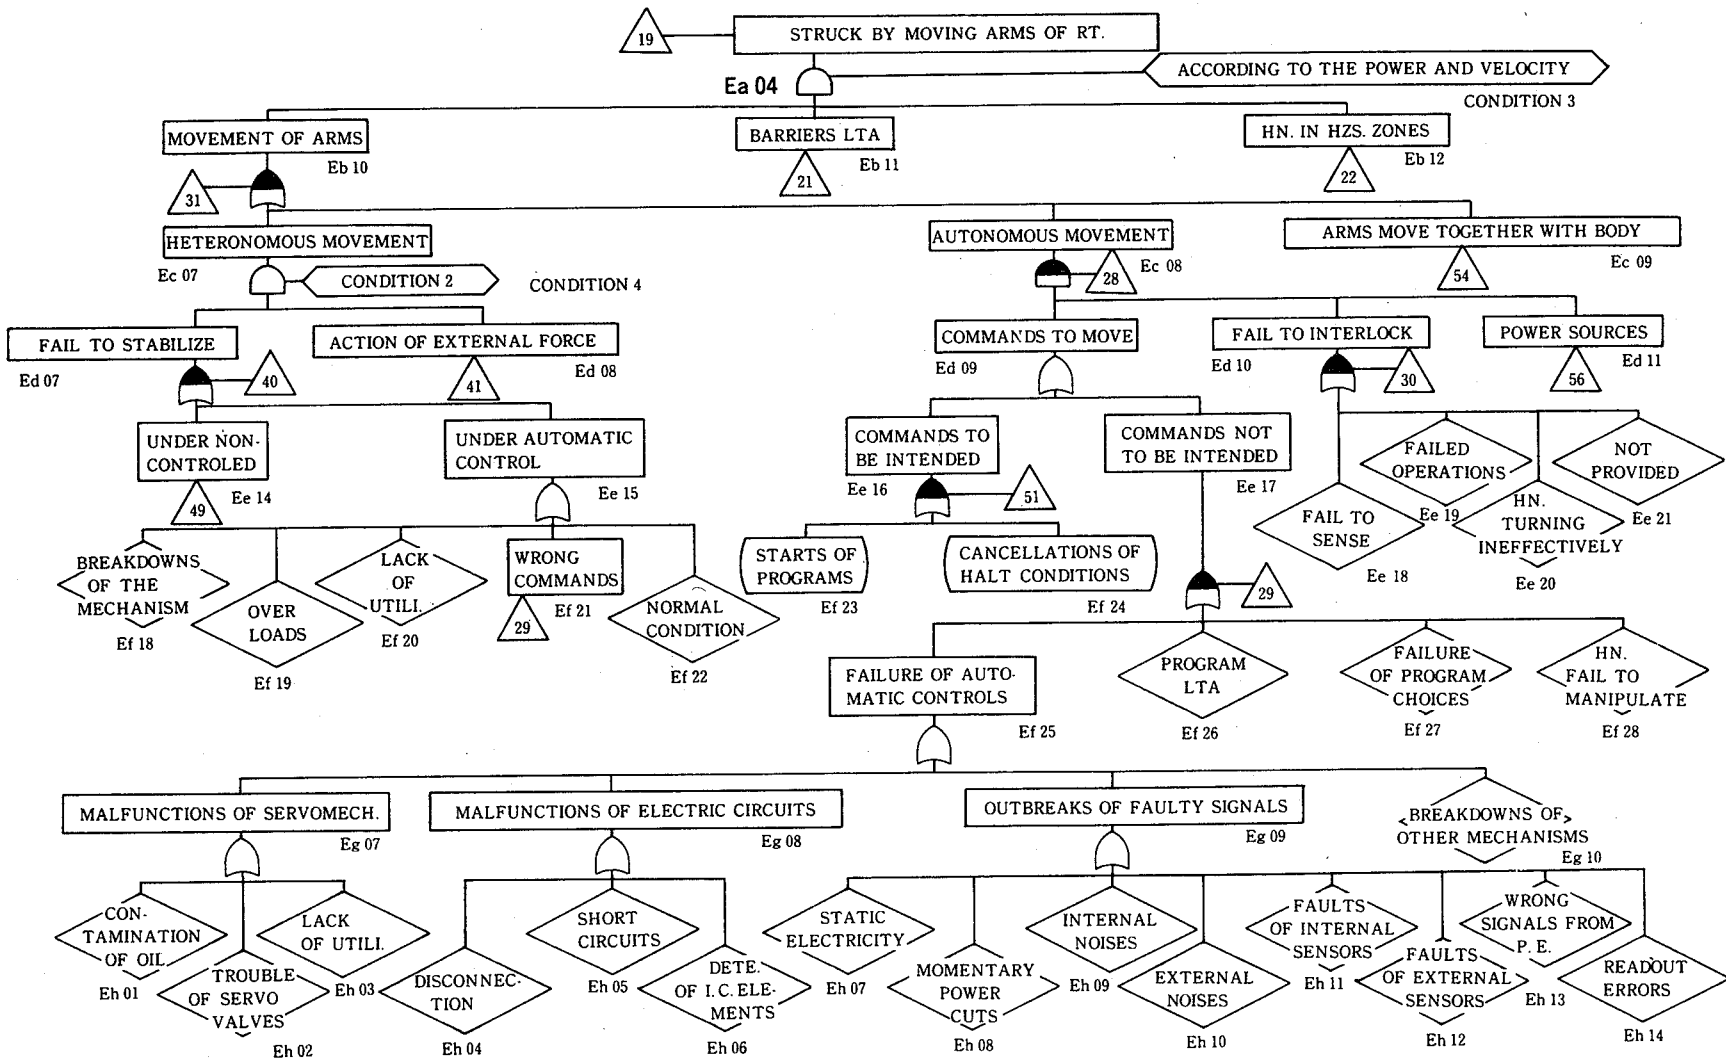 19
STRUCK BY MOVING ARMS OF RT.
Ea 04
ACCORDING TO THE POWER AND VELOCITY
CONDITION 3
MOVEMENT OF ARMS
Eb 10
BARRIERS LTA
Eb 11
HN. IN HZS. ZONES
Eb 12
31
21
22
HETERONOMOUS MOVEMENT
Ec 07
AUTONOMOUS MOVEMENT
Ec 08
ARMS MOVE TOGETHER WITH BODY
Ec 09
CONDITION 2
CONDITION 4
28
54
FAIL TO STABILIZE
Ed 07
ACTION OF EXTERNAL FORCE
Ed 08
COMMANDS TO MOVE
Ed 09
FAIL TO INTERLOCK
Ed 10
POWER SOURCES
Ed 11
40
41
30
56
UNDER NON-
CONTROLED
Ee 14
UNDER AUTOMATIC
CONTROL
Ee 15
COMMANDS TO
BE INTENDED
Ee 16
COMMANDS NOT
TO BE INTENDED
Ee 17
FAIL TO
SENSE
Ee 18
FAILED
OPERATIONS
Ee 19
HN.
TURNING
INEFFECTIVELY
Ee 20
NOT
PROVIDED
Ee 21
49
51
BREAKDOWNS
OF THE
MECHANISM
Ef 18
OVER
LOADS
Ef 19
LACK
OF
UTILI.
Ef 20
WRONG
COMMANDS
Ef 21
29
NORMAL
CONDITION
Ef 22
STARTS OF
PROGRAMS
Ef 23
CANCELLATIONS OF
HALT CONDITIONS
Ef 24
29
FAILURE OF AUTO-
MATIC CONTROLS
Ef 25
PROGRAM
LTA
Ef 26
FAILURE
OF PROGRAM
CHOICES
Ef 27
HN.
FAIL TO
MANIPULATE
Ef 28
MALFUNCTIONS OF SERVOMECH.
Eg 07
MALFUNCTIONS OF ELECTRIC CIRCUITS
Eg 08
OUTBREAKS OF FAULTY SIGNALS
Eg 09
BREAKDOWNS OF
OTHER MECHANISMS
Eg 10
CON-
TAMINATION
OF OIL
Eh 01
TROUBLE
OF SERVO
VALVES
Eh 02
LACK
OF UTILI.
Eh 03
DISCONNEC-
TION
Eh 04
SHORT
CIRCUITS
Eh 05
DETE.
OF I.C. ELE-
MENTS
Eh 06
STATIC
ELECTRICITY
Eh 07
MOMENTARY
POWER
CUTS
Eh 08
INTERNAL
NOISES
Eh 09
EXTERNAL
NOISES
Eh 10
FAULTS
OF INTERNAL
SENSORS
Eh 11
FAULTS
OF EXTERNAL
SENSORS
Eh 12
WRONG
SIGNALS FROM
P. E.
Eh 13
READOUT
ERRORS
Eh 14